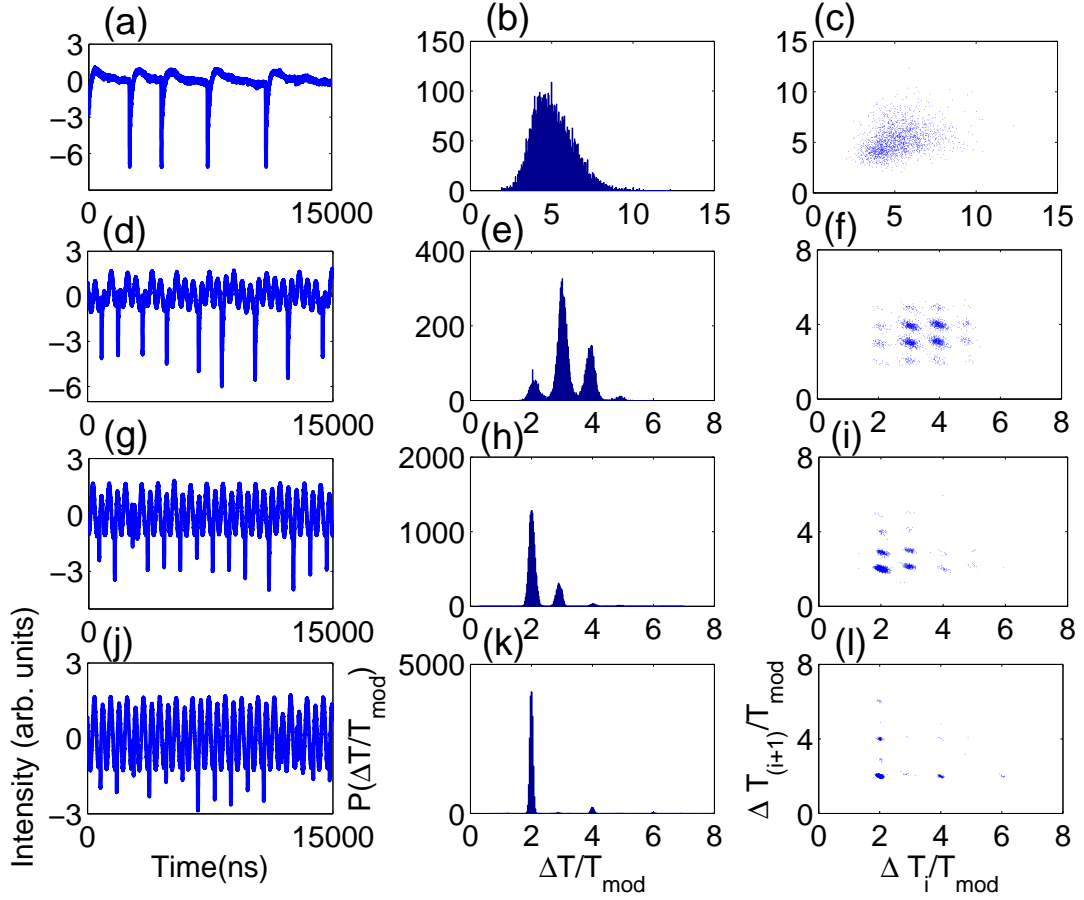 (a) (b) (c)
3 0 −3 −6
0 15000
150 100 50 0
0 5 10 15
15 10 5 0
0 5 10 15
(d) (e) (f)
3 0 −3 −6
0 15000
400 200 0
0 2 4 6 8
8 4 0
0 2 4 6 8
(g) (h) (i)
3 0 −3
0 15000
2000 1000 0
0 2 4 6 8
8 4 0
0 2 4 6 8
(j) (k) (l)
3 0 −3
0 15000
5000 0
0 2 4 6 8
8 4 0
0 2 4 6 8
Intensity (arb. units)
P(ΔT/T_mod)
Δ T_(i+1)/T_mod
Time(ns)
ΔT/T_mod
Δ T_i/T_mod